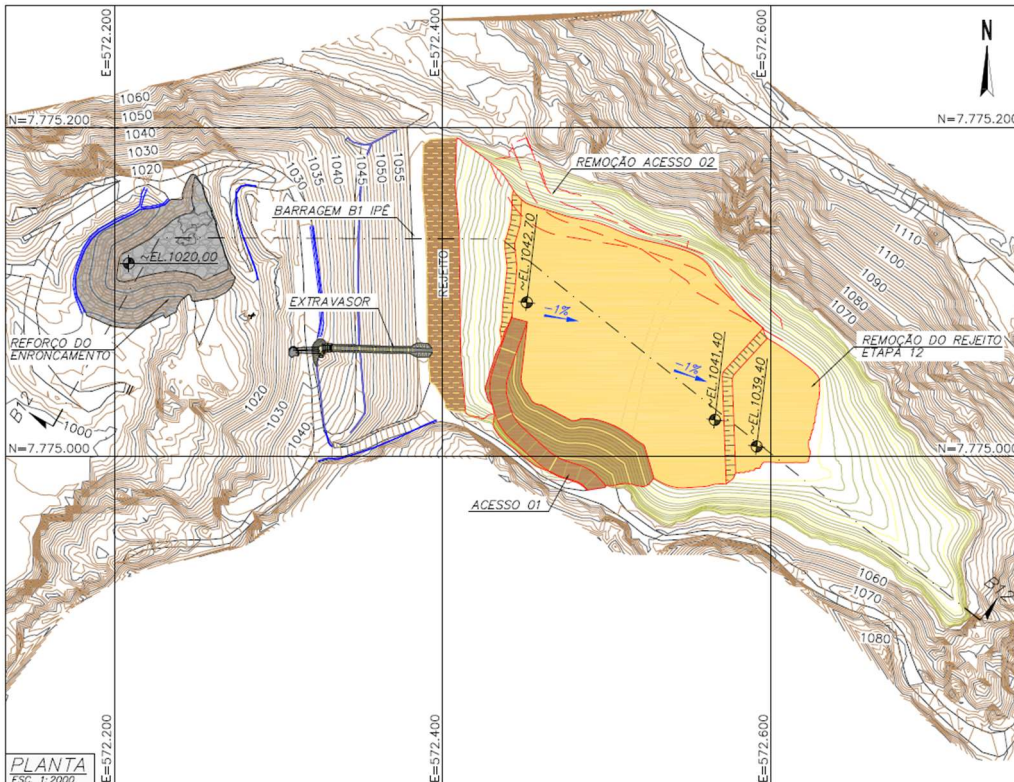 E=572.200
E=572.400
E=572.600
N
N=7.775.200
N=7.775.200
1060
1050
1040
1030
1020
1030
1035
1040
1045
1050
1055
REMOÇÃO ACESSO 02
BARRAGEM B1 IPÊ
~EL.1042,70
1110
1100
1090
1080
1070
~EL.1020,00
REJEITO
EXTRAVASOR
-1%
REFORÇO DO
ENRONCAMENTO
REMOÇÃO DO REJEITO
ETAPA 12
-1%
~EL.1041,40
~EL.1039,40
1020
1030
1040
B12
1000
N=7.775.000
N=7.775.000
ACESSO 01
1060
1070
1080
E=572.200
E=572.400
E=572.600
PLANTA
ESC. 1:2000